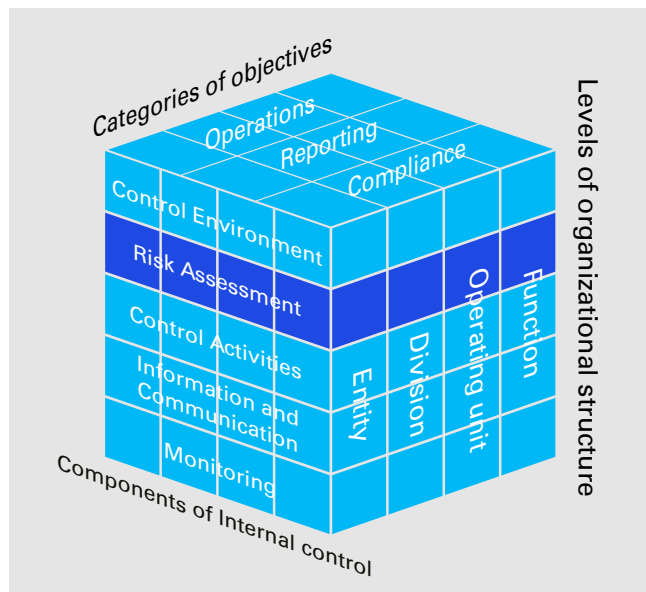 Categories of objectives
Operations
Reporting
Compliance
Levels of organizational structure
Control Environment
Risk Assessment
Control Activities
Information and
Communication
Monitoring
Entity
Division
Operating unit
Function
Components of Internal control